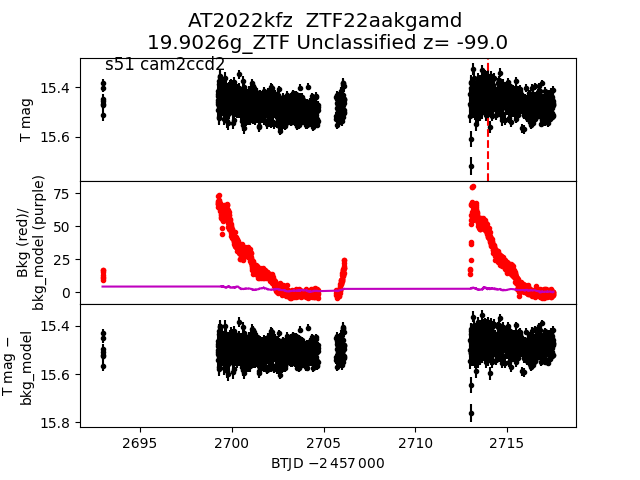 AT2022kfz  ZTF22aakgamd
19.9026g_ZTF Unclassified z= -99.0
s51 cam2ccd2
15.4
15.6
T mag
75
50
25
0
Bkg (red)/
bkg_model (purple)
15.4
15.6
15.8
T mag −
bkg_model
2695
2700
2705
2710
2715
BTJD −2 457 000